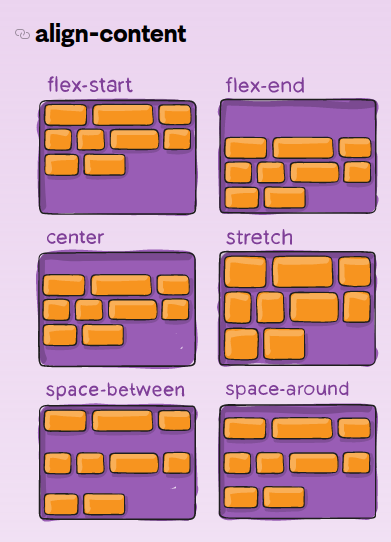 align-content
flex-start
flex-end
center
stretch
space-between
space-around